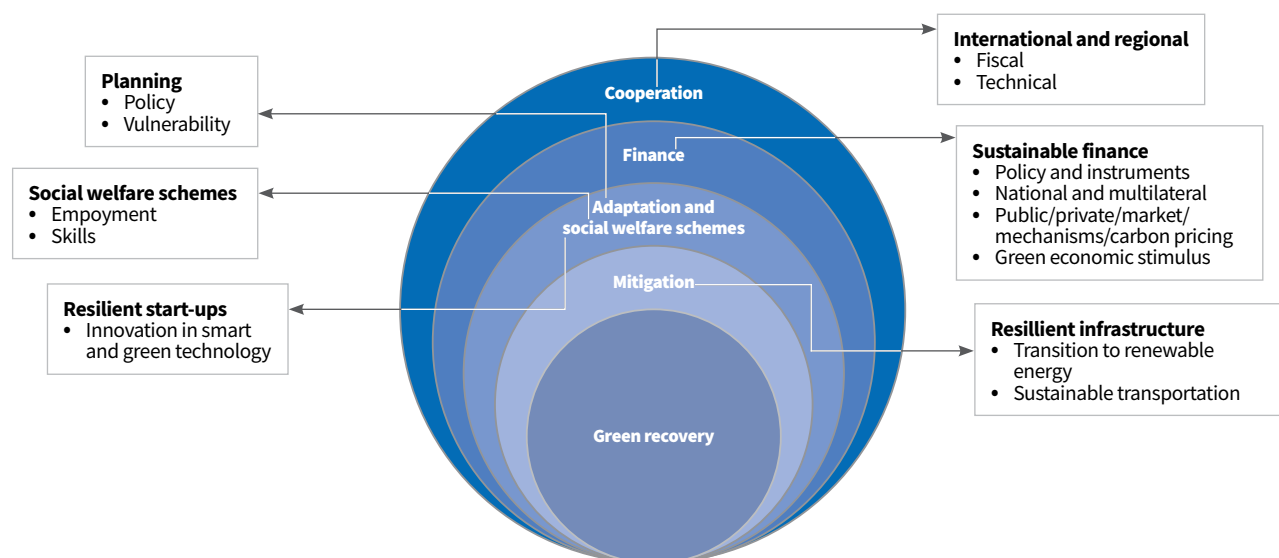 Planning
• Policy
• Vulnerability
Social welfare schemes
• Empoyment
• Skills
Resilient start-ups
• Innovation in smart
and green technology
Cooperation
Finance
Adaptation and
social welfare schemes
Mitigation
Green recovery
International and regional
• Fiscal
• Technical
Sustainable finance
• Policy and instruments
• National and multilateral
• Public/private/market/
mechanisms/carbon pricing
• Green economic stimulus
Resillient infrastructure
• Transition to renewable
energy
• Sustainable transportation